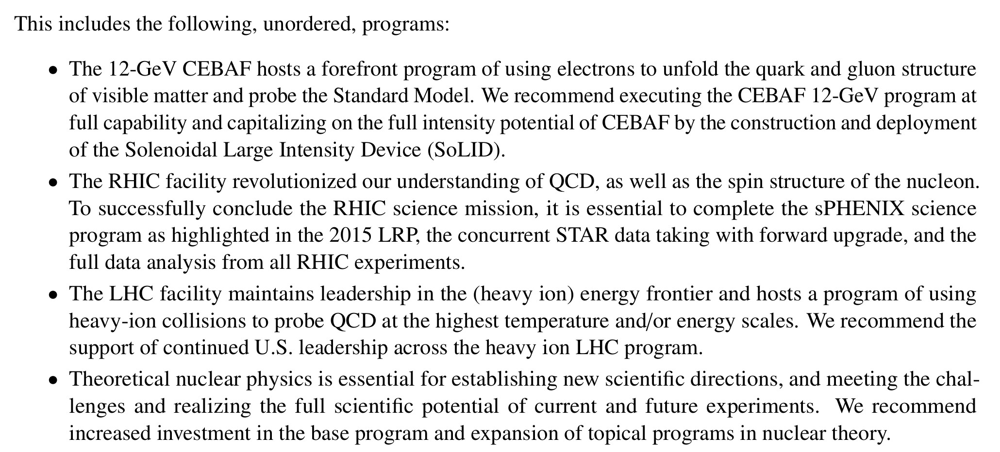 This includes the following, unordered, programs:
• The 12-GeV CEBAF hosts a forefront program of using electrons to unfold the quark and gluon structure
of visible matter and probe the Standard Model. We recommend executing the CEBAF 12-GeV program at
full capability and capitalizing on the full intensity potential of CEBAF by the construction and deployment
of the Solenoidal Large Intensity Device (SoLID).
• The RHIC facility revolutionized our understanding of QCD, as well as the spin structure of the nucleon.
To successfully conclude the RHIC science mission, it is essential to complete the sPHENIX science
program as highlighted in the 2015 LRP, the concurrent STAR data taking with forward upgrade, and the
full data analysis from all RHIC experiments.
• The LHC facility maintains leadership in the (heavy ion) energy frontier and hosts a program of using
heavy-ion collisions to probe QCD at the highest temperature and/or energy scales. We recommend the
support of continued U.S. leadership across the heavy ion LHC program.
• Theoretical nuclear physics is essential for establishing new scientific directions, and meeting the chal-
lenges and realizing the full scientific potential of current and future experiments. We recommend
increased investment in the base program and expansion of topical programs in nuclear theory.